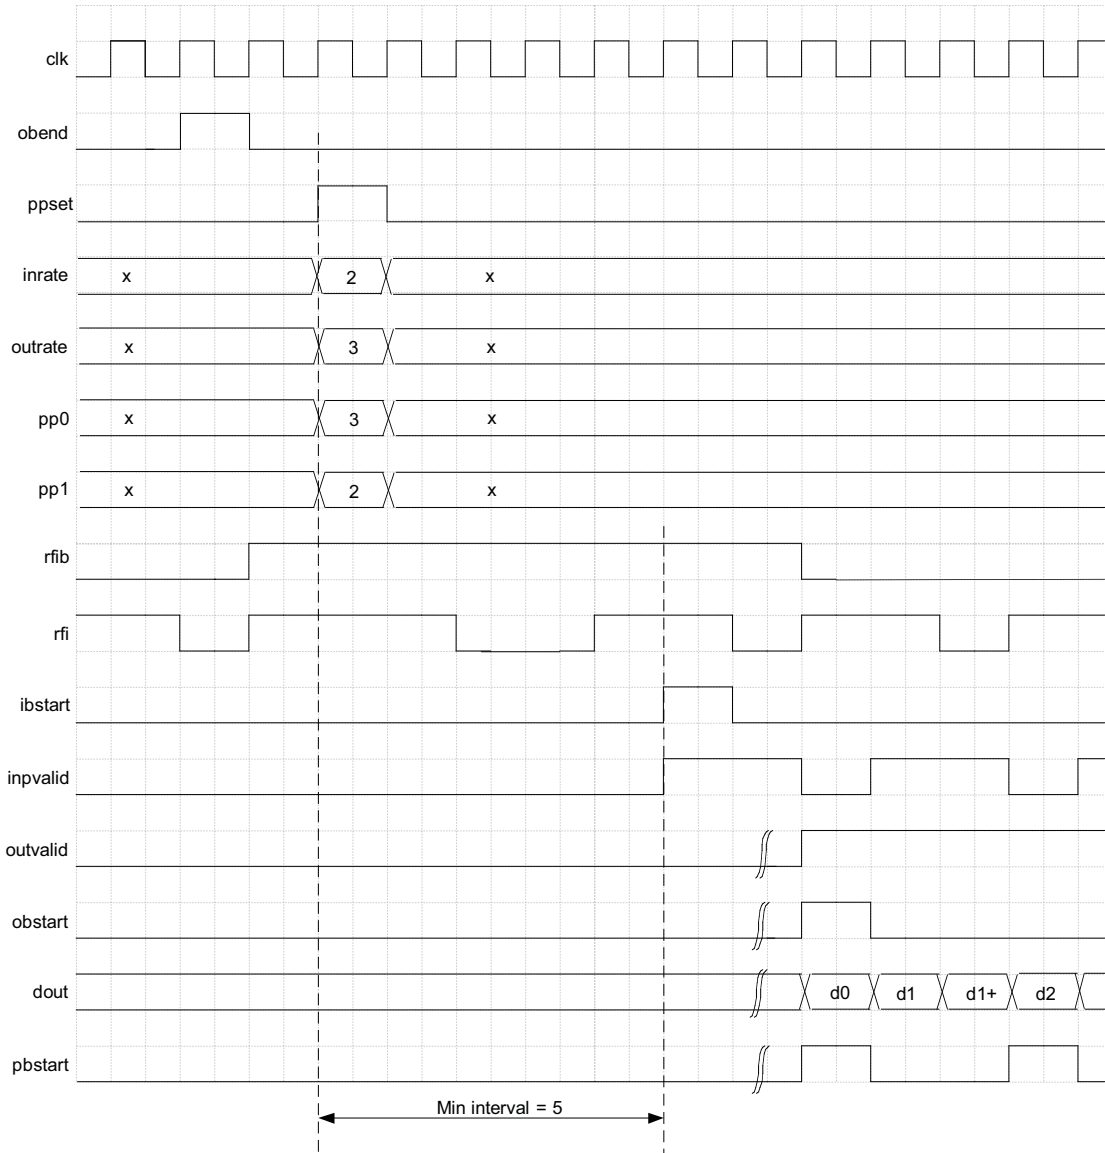 clk
obend
ppset
inrate x 2 x
outrate x 3 x
pp0 x 3 x
pp1 x 2 x
rfib
rfi
ibstart
inpvalid
outvalid
obstart
dout d0 d1 d1+ d2
pbstart
Min interval = 5